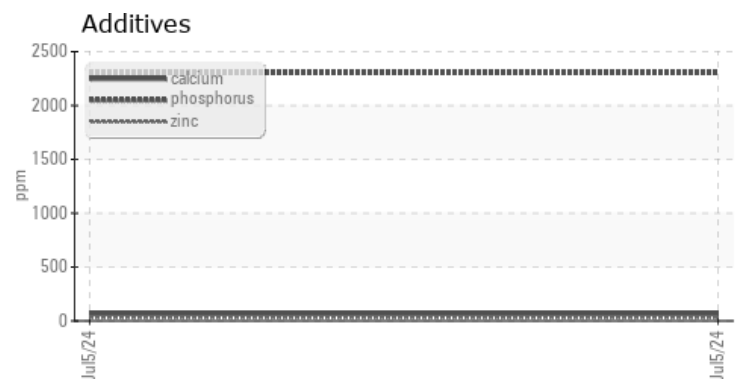 Additives
2500
calcium
phosphorus
2000
zinc
1500
ppm
1000
500
0
Jul5/24
Jul5/24